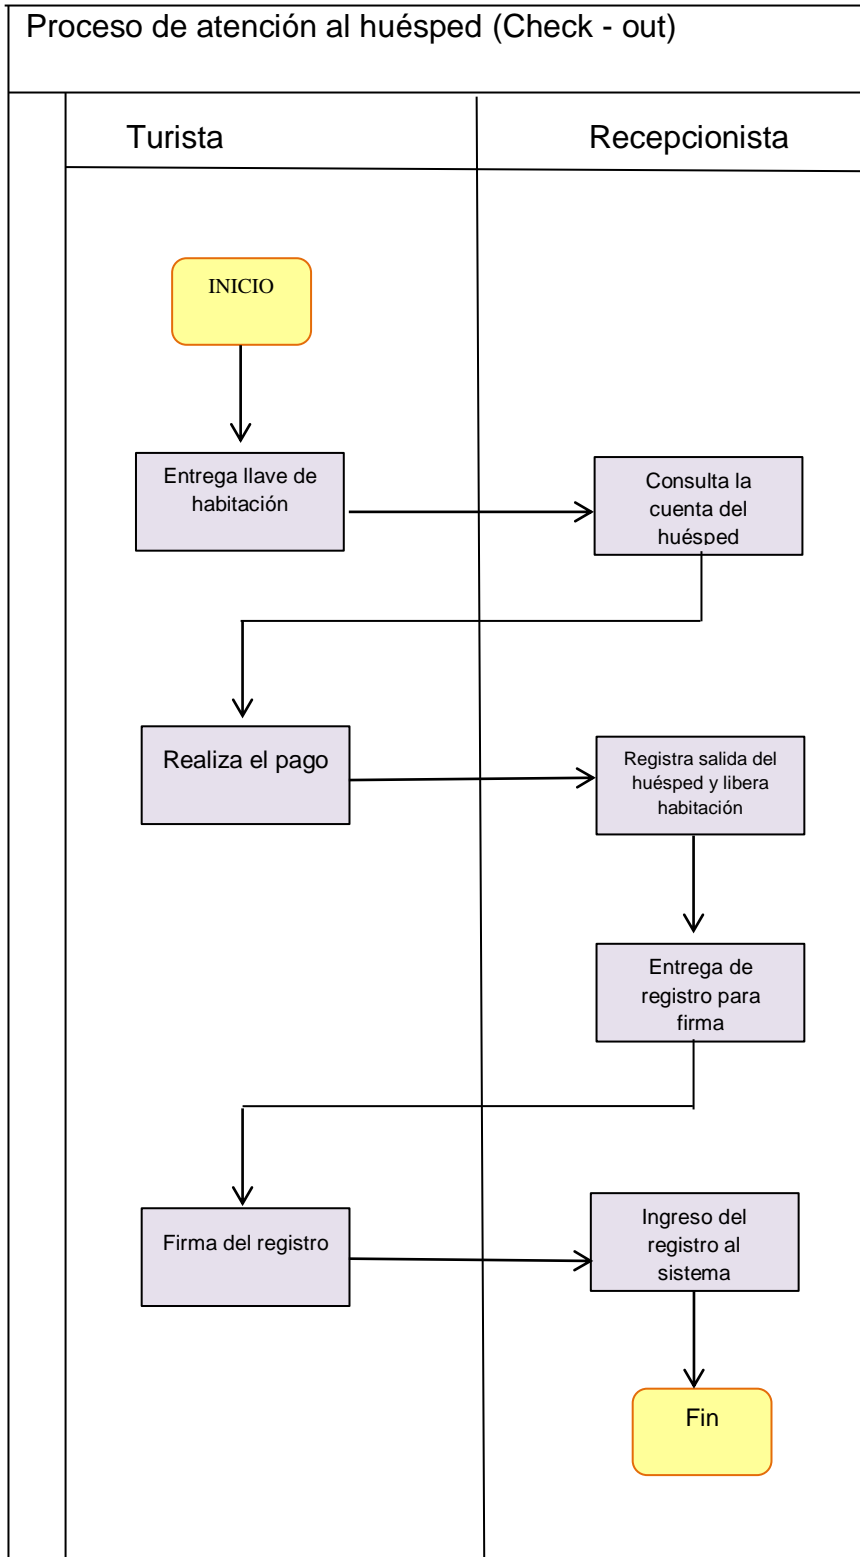 Proceso de atención al huésped (Check - out)
Turista
Recepcionista
INICIO
Entrega llave de
habitación
Consulta la
cuenta del
huésped
Realiza el pago
Registra salida del
huésped y libera
habitación
Entrega de
registro para
firma
Firma del registro
Ingreso del
registro al
sistema
Fin